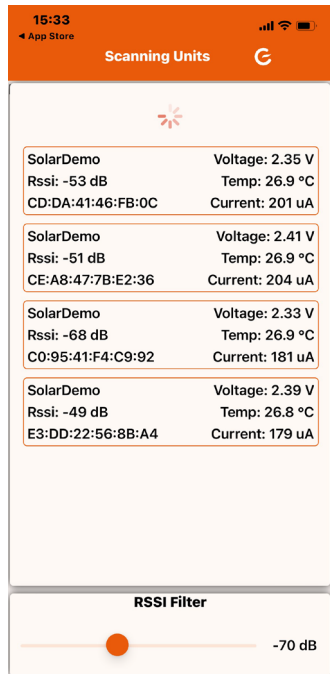 15:33
◀ App Store
Scanning Units
SolarDemo Voltage: 2.35 V
Rssi: -53 dB Temp: 26.9 ºC
CD:DA:41:46:FB:0C Current: 201 uA
SolarDemo Voltage: 2.41 V
Rssi: -51 dB Temp: 26.9 ºC
CE:A8:47:7B:E2:36 Current: 204 uA
SolarDemo Voltage: 2.33 V
Rssi: -68 dB Temp: 26.9 ºC
C0:95:41:F4:C9:92 Current: 181 uA
SolarDemo Voltage: 2.39 V
Rssi: -49 dB Temp: 26.8 ºC
E3:DD:22:56:8B:A4 Current: 179 uA
RSSI Filter
-70 dB